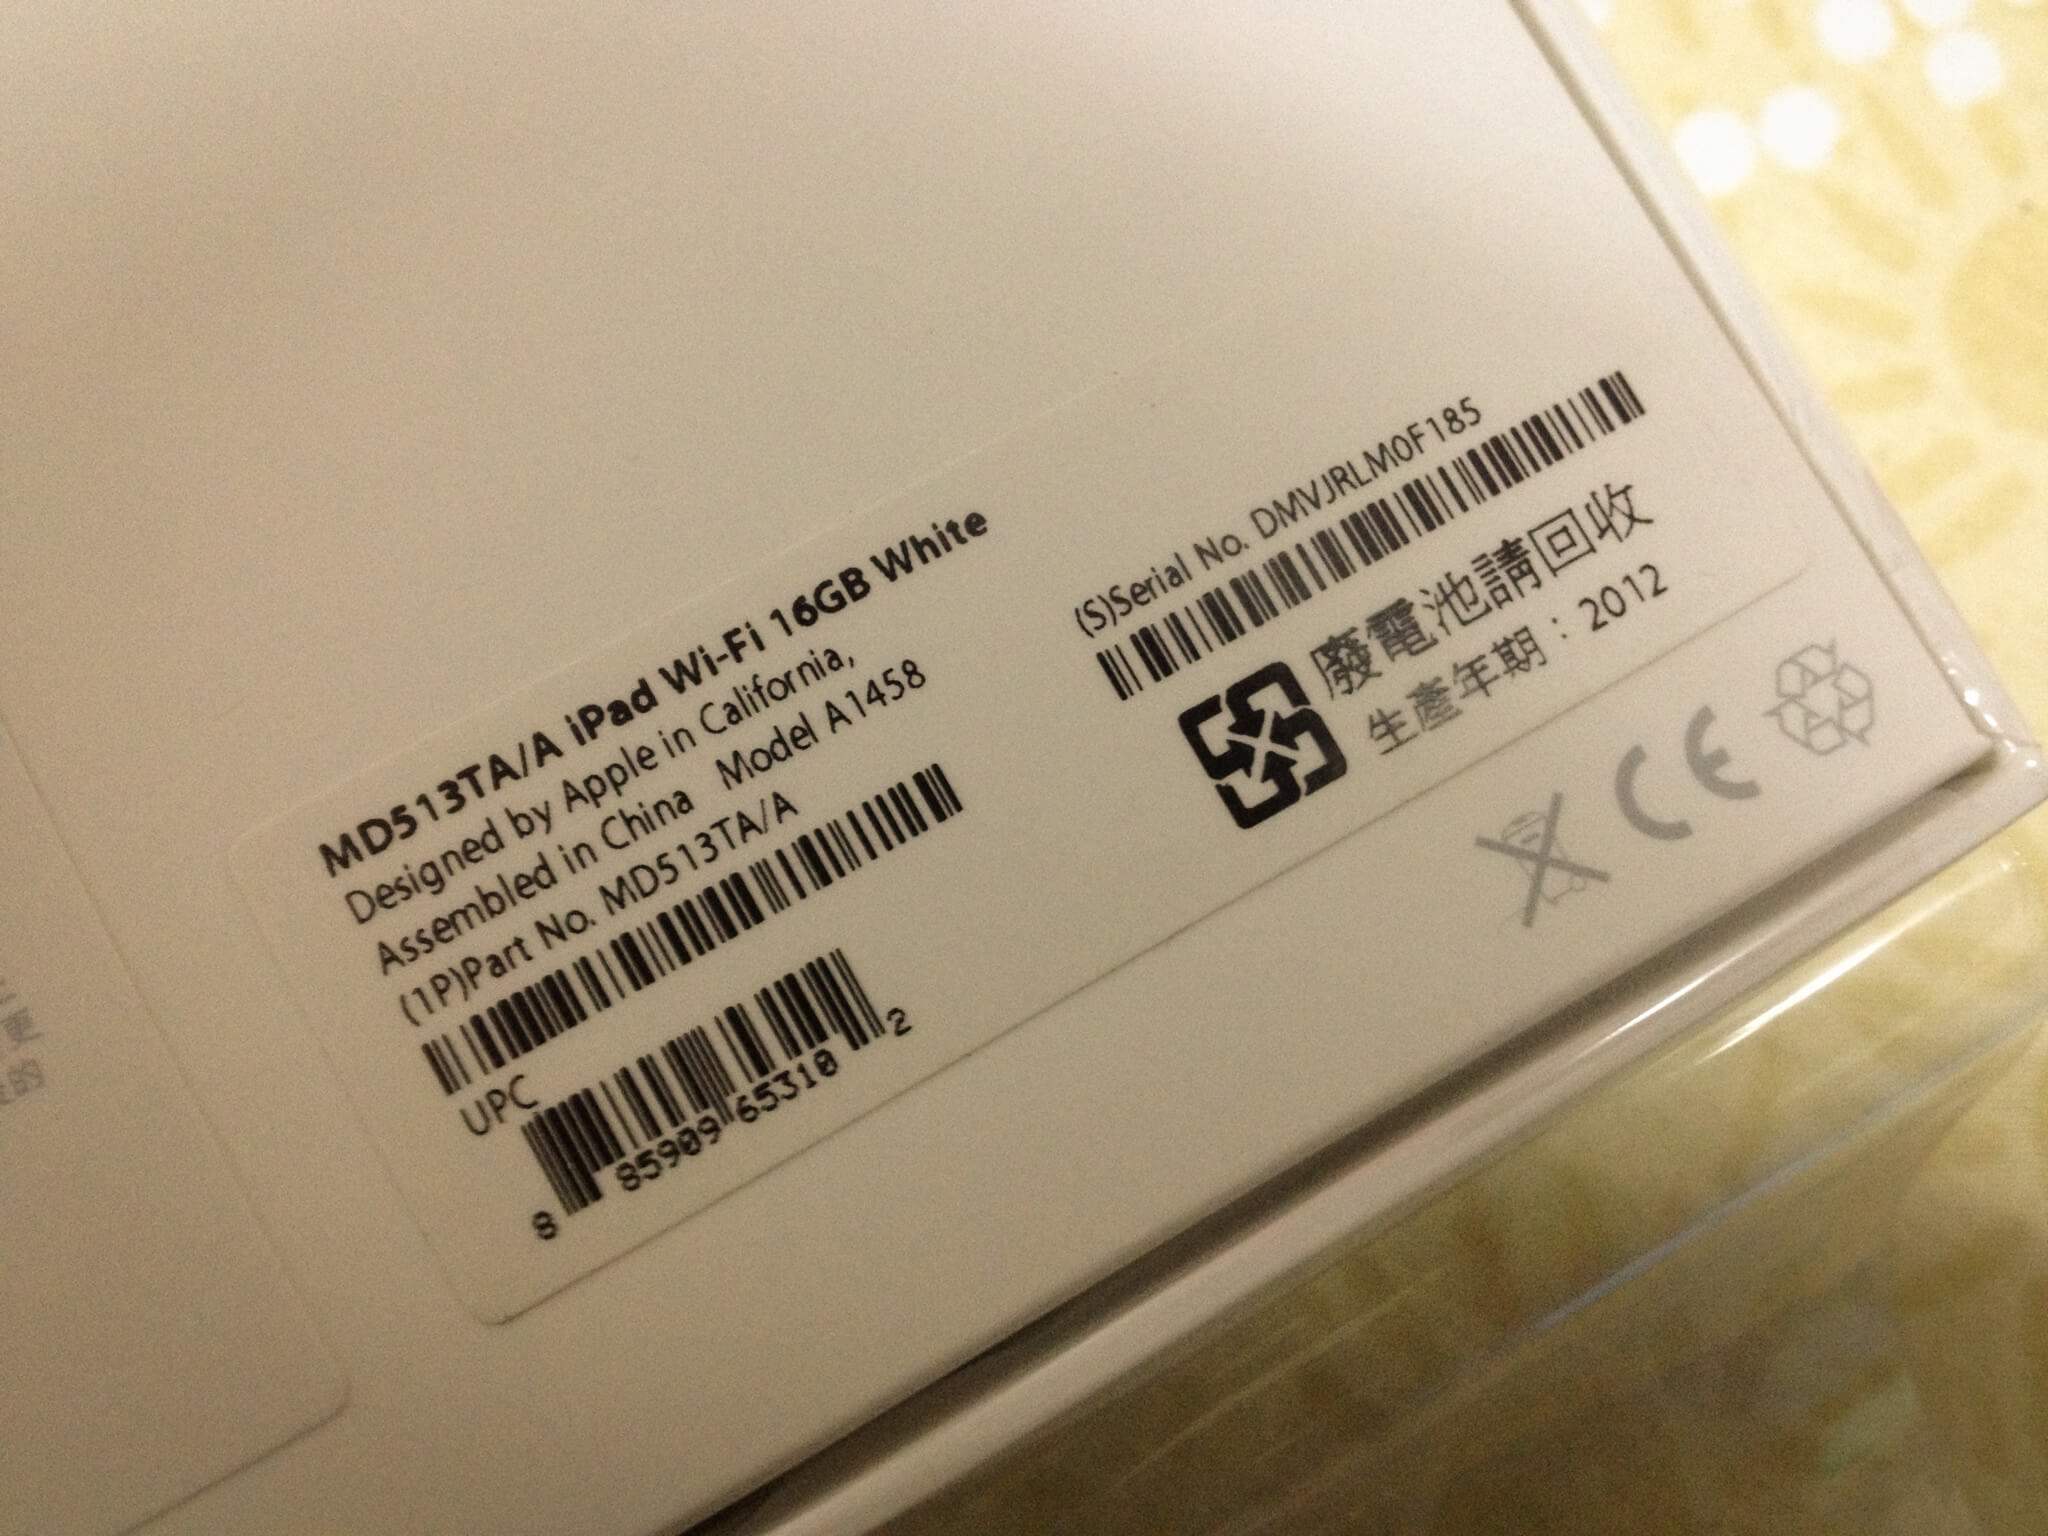 MD513TA/A iPad Wi-Fi 16GB White
Designed by Apple in California,
Assembled in China Model A1458
(1P)Part No. MD513TA/A
UPC
8 85909 65310 2
(S)Serial No. DMVJRLM0F185
廢電池請回收
生產年期：2012
CE